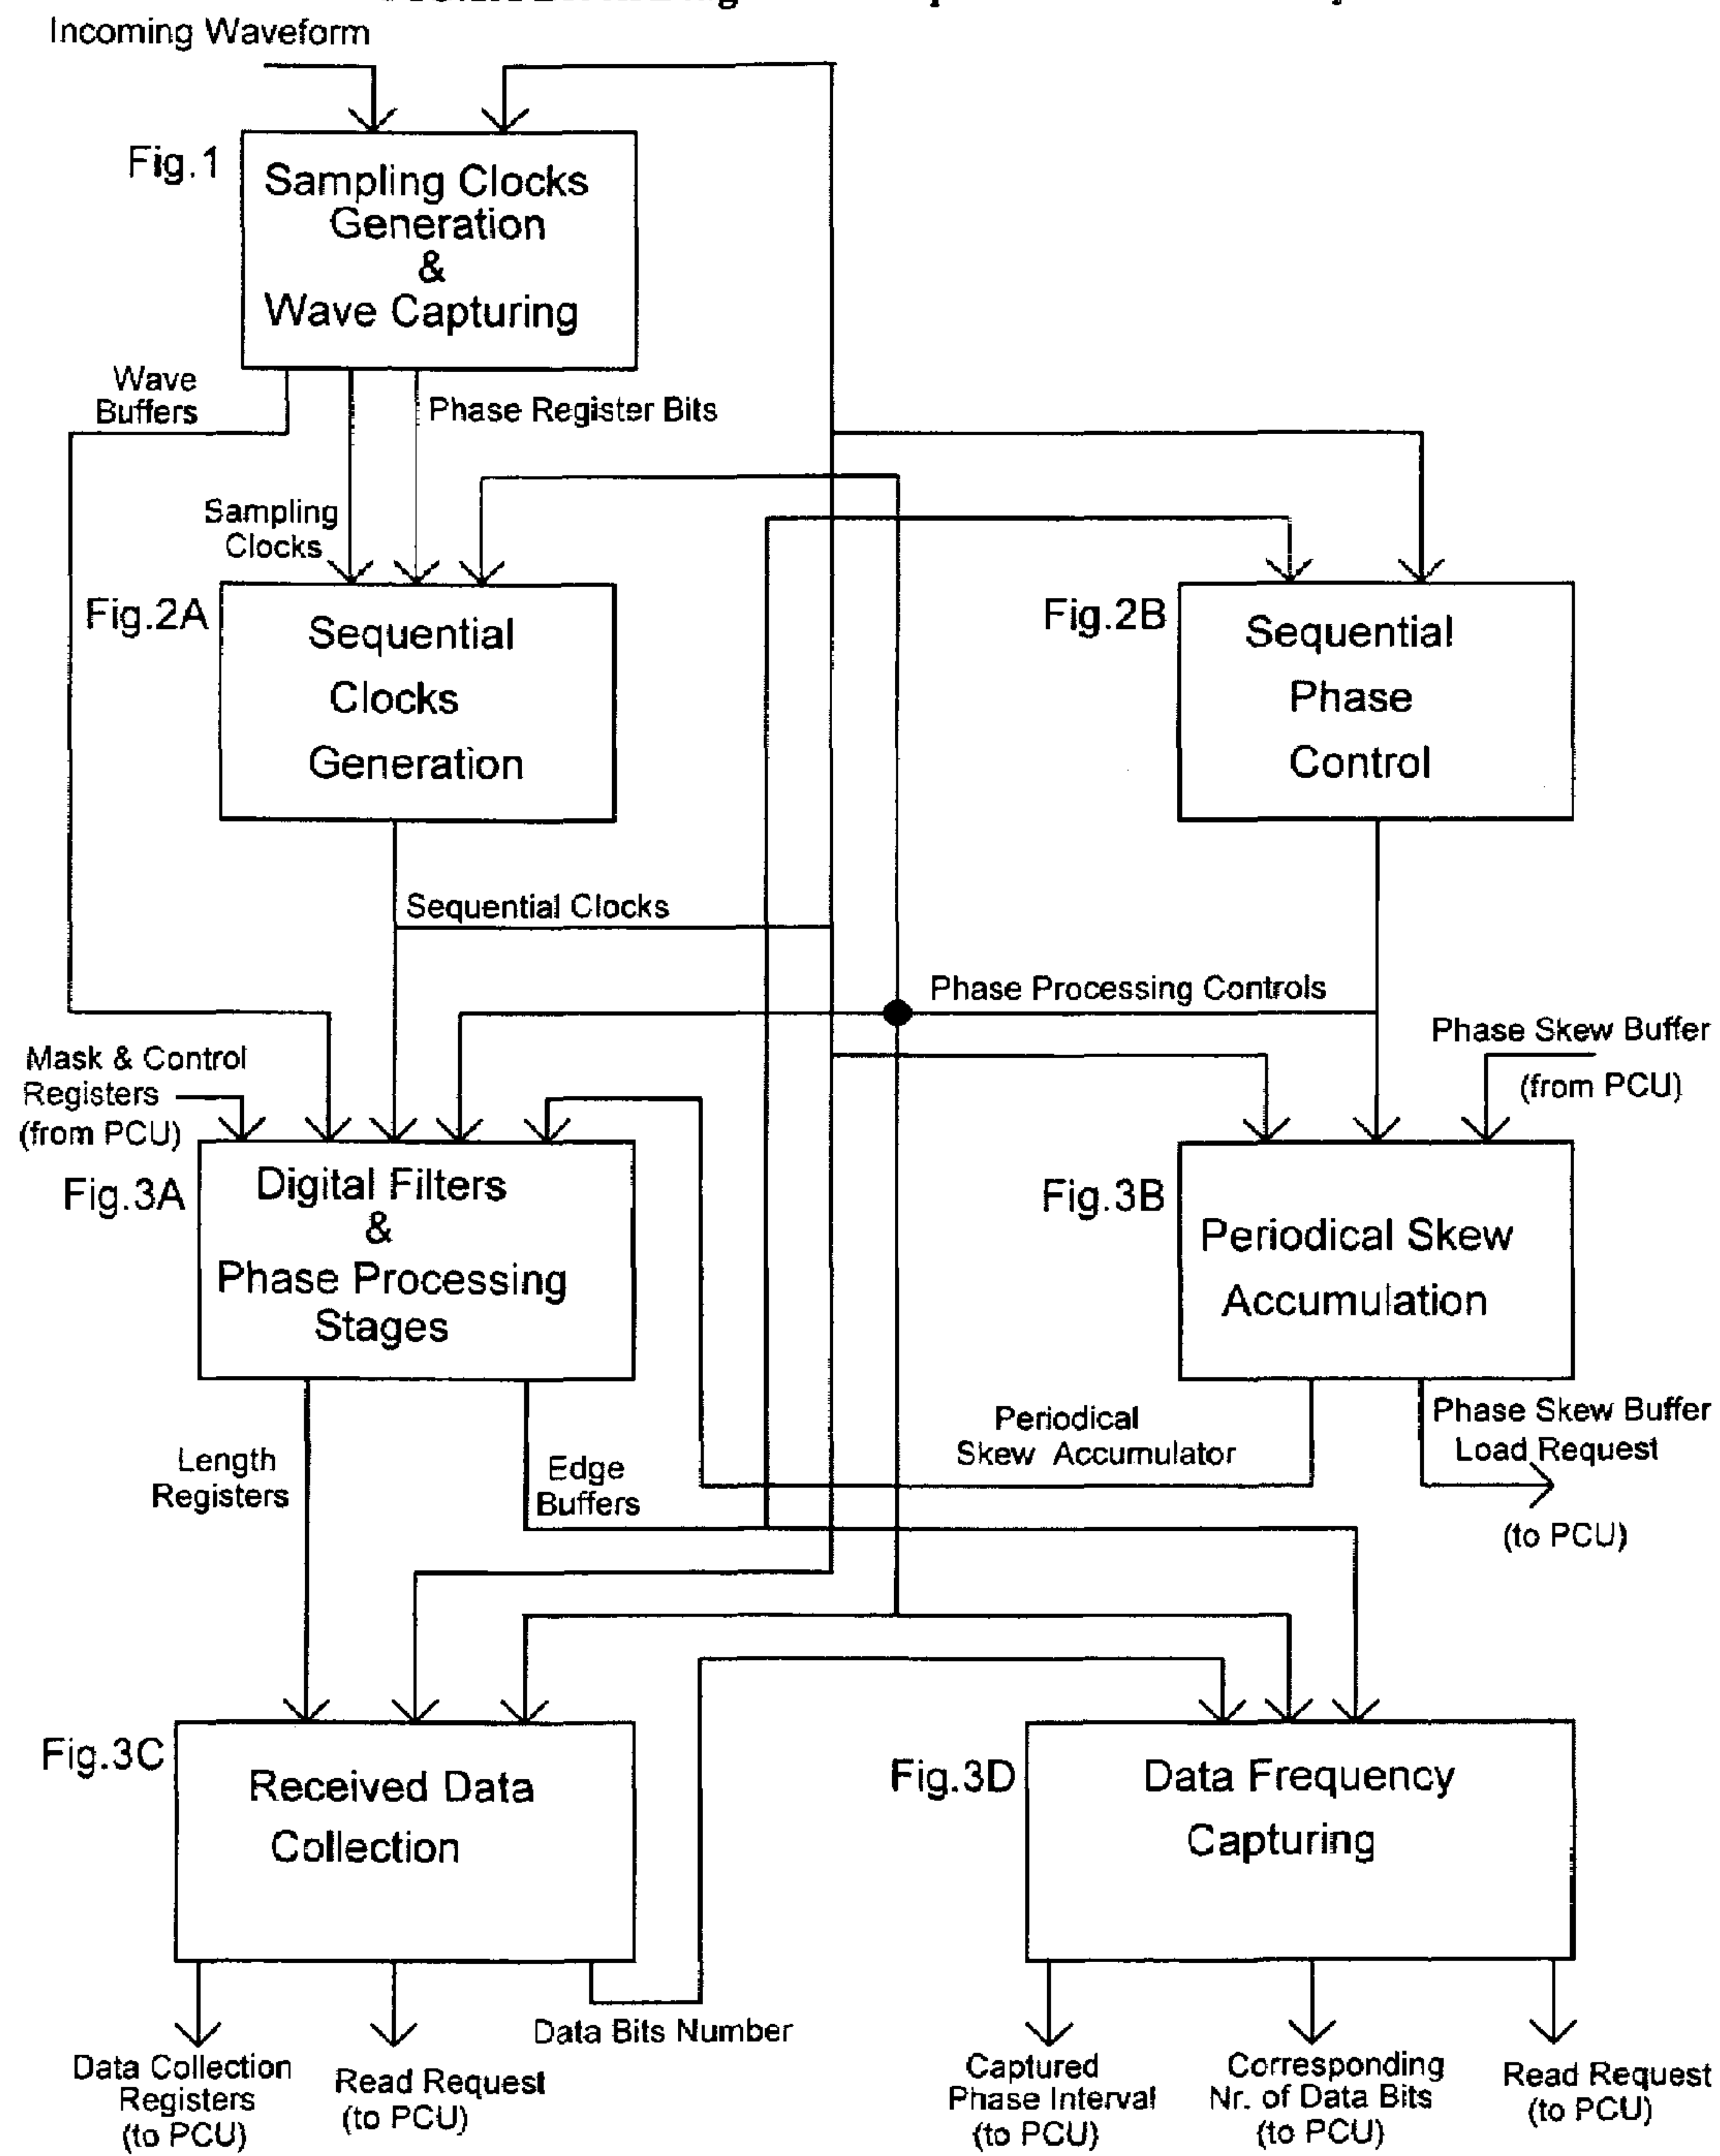 Incoming Waveform
Fig.1
Sampling Clocks
Generation
&
Wave Capturing
Wave
Buffers
Phase Register Bits
Sampling
Clocks
Fig.2A
Sequential
Clocks
Generation
Fig.2B
Sequential
Phase
Control
Sequential Clocks
Phase Processing Controls
Phase Skew Buffer
(from PCU)
Mask & Control
Registers
(from PCU)
Fig.3A
Digital Filters
&
Phase Processing
Stages
Fig.3B
Periodical Skew
Accumulation
Length
Registers
Edge
Buffers
Periodical
Skew Accumulator
Phase Skew Buffer
Load Request
(to PCU)
Fig.3C
Received Data
Collection
Fig.3D
Data Frequency
Capturing
Data Bits Number
Data Collection
Registers
(to PCU)
Read Request
(to PCU)
Captured
Phase Interval
(to PCU)
Corresponding
Nr. of Data Bits
(to PCU)
Read Request
(to PCU)